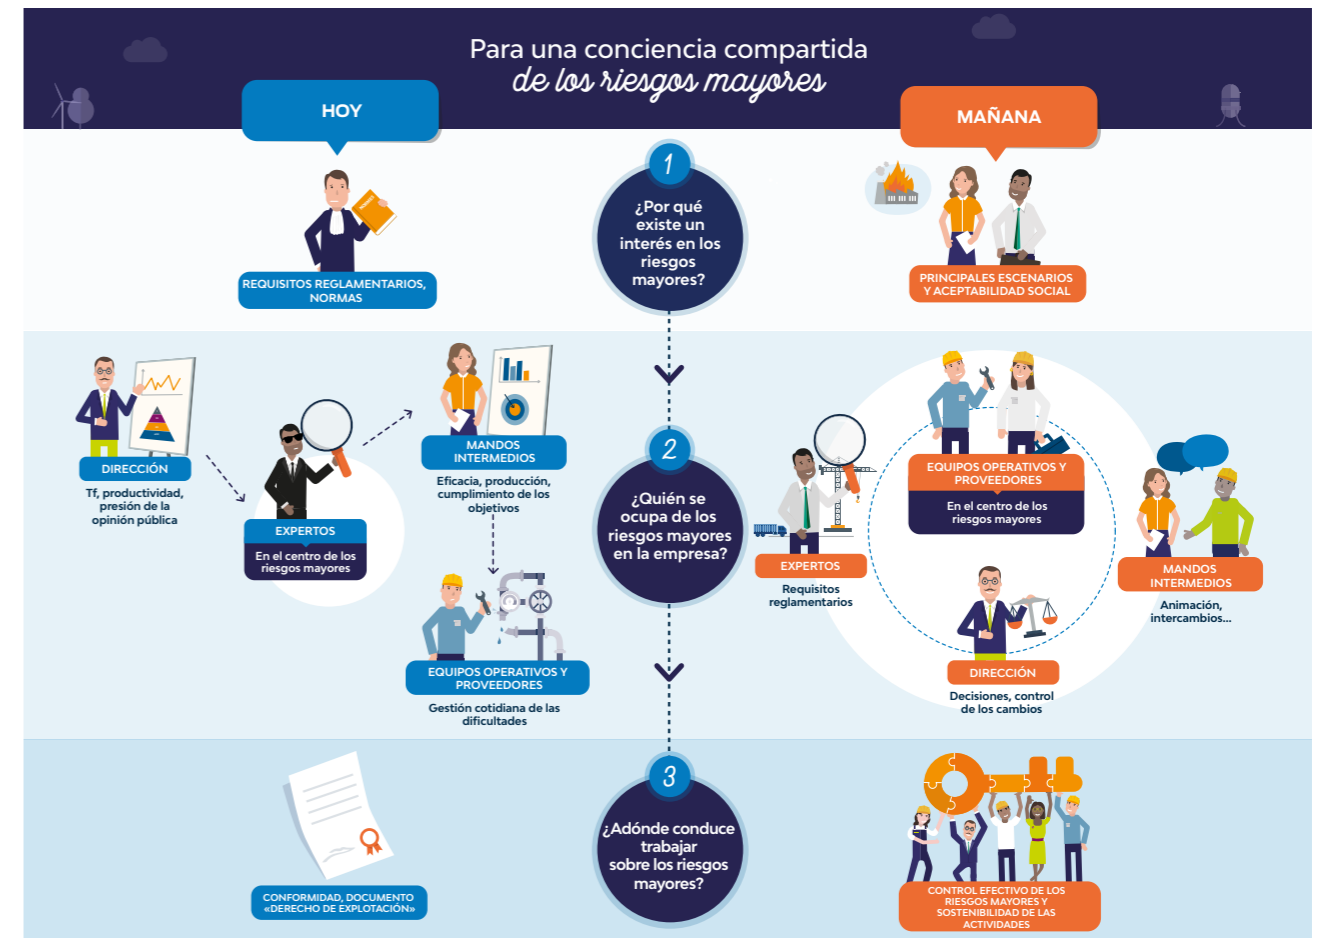 Para una conciencia compartida
de los riesgos mayores
HOY
MAÑANA
1
¿Por qué
existe un
interés en los
riesgos
mayores?
REQUISITOS REGLAMENTARIOS,
NORMAS
PRINCIPALES ESCENARIOS
Y ACEPTABILIDAD SOCIAL
2
¿Quién se
ocupa de los
riesgos mayores
en la empresa?
DIRECCIÓN
Tf, productividad,
presión de la
opinión pública
EXPERTOS
En el centro de los
riesgos mayores
MANDOS
INTERMEDIOS
Eficacia, producción,
cumplimiento de los
objetivos
EQUIPOS OPERATIVOS Y
PROVEEDORES
Gestión cotidiana de las
dificultades
EXPERTOS
Requisitos
reglamentarios
EQUIPOS OPERATIVOS Y
PROVEEDORES
En el centro de los
riesgos mayores
MANDOS
INTERMEDIOS
Animación,
intercambios...
DIRECCIÓN
Decisiones, control
de los cambios
3
¿Adónde conduce
trabajar
sobre los riesgos
mayores?
CONFORMIDAD, DOCUMENTO
«DERECHO DE EXPLOTACIÓN»
CONTROL EFECTIVO DE LOS
RIESGOS MAYORES Y
SOSTENIBILIDAD DE LAS
ACTIVIDADES